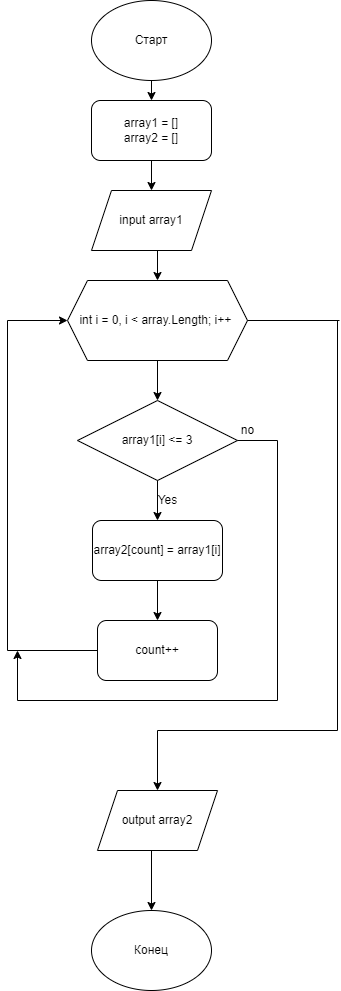 Старт
array1 = []
array2 = []
input array1
int i = 0, i < array.Length; i++
array1[i] <= 3
no
Yes
array2[count] = array1[i]
count++
output array2
Конец